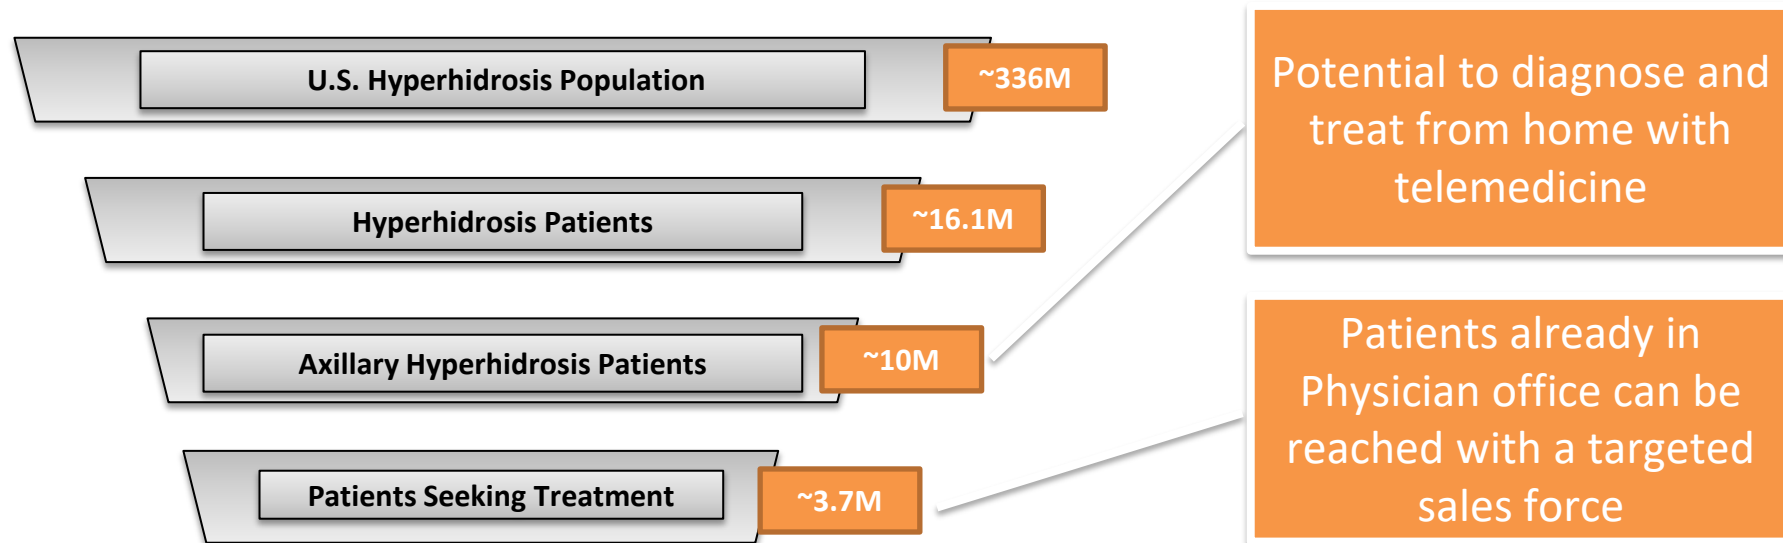 U.S. Hyperhidrosis Population
~336M
Hyperhidrosis Patients
~16.1M
Axillary Hyperhidrosis Patients
~10M
Patients Seeking Treatment
~3.7M
Potential to diagnose and
treat from home with
telemedicine
Patients already in
Physician office can be
reached with a targeted
sales force